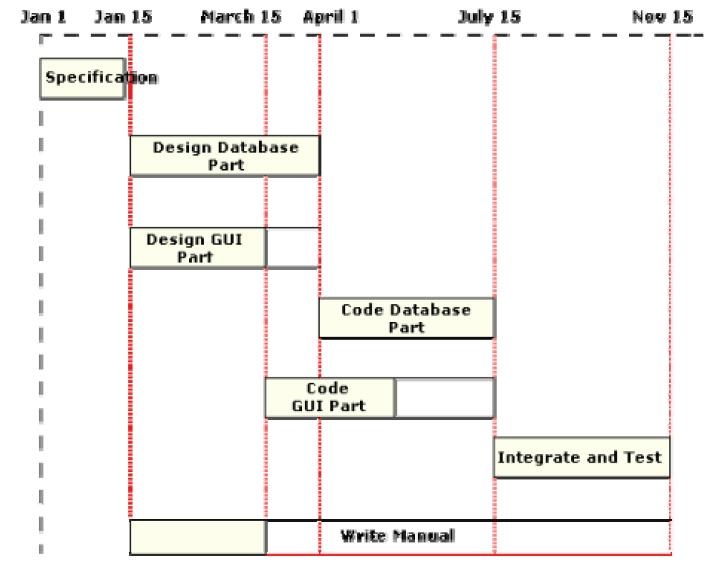 Jan 1 Jan 15 March 15 April 1 July 15 Nov 15
Specification
Design Database
Part
Design GUI
Part
Code Database
Part
Code
GUI Part
Integrate and Test
Write Manual